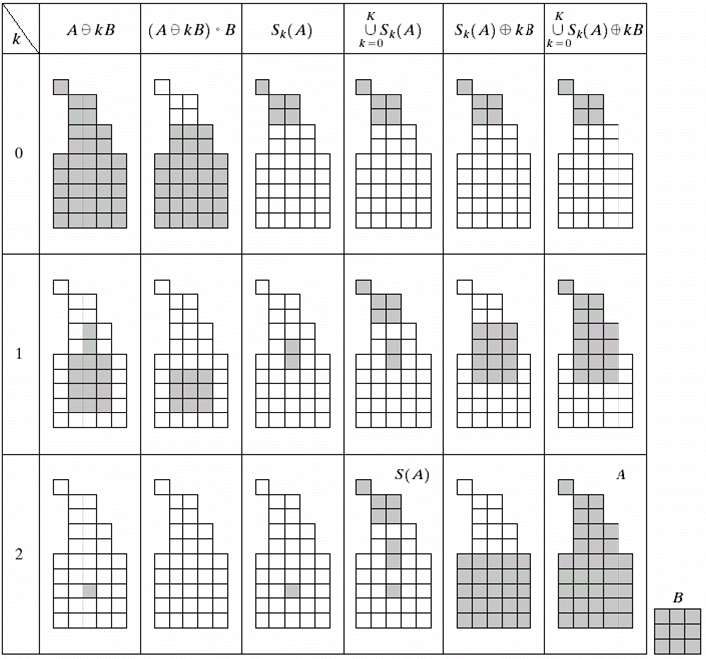 k
A ⊖ kB
(A ⊖ kB) ∘ B
S_k(A)
K ∪ k=0 S_k(A)
S_k(A) ⊕ kB
K ∪ k=0 S_k(A) ⊕ kB
0
1
2
S(A)
A
B